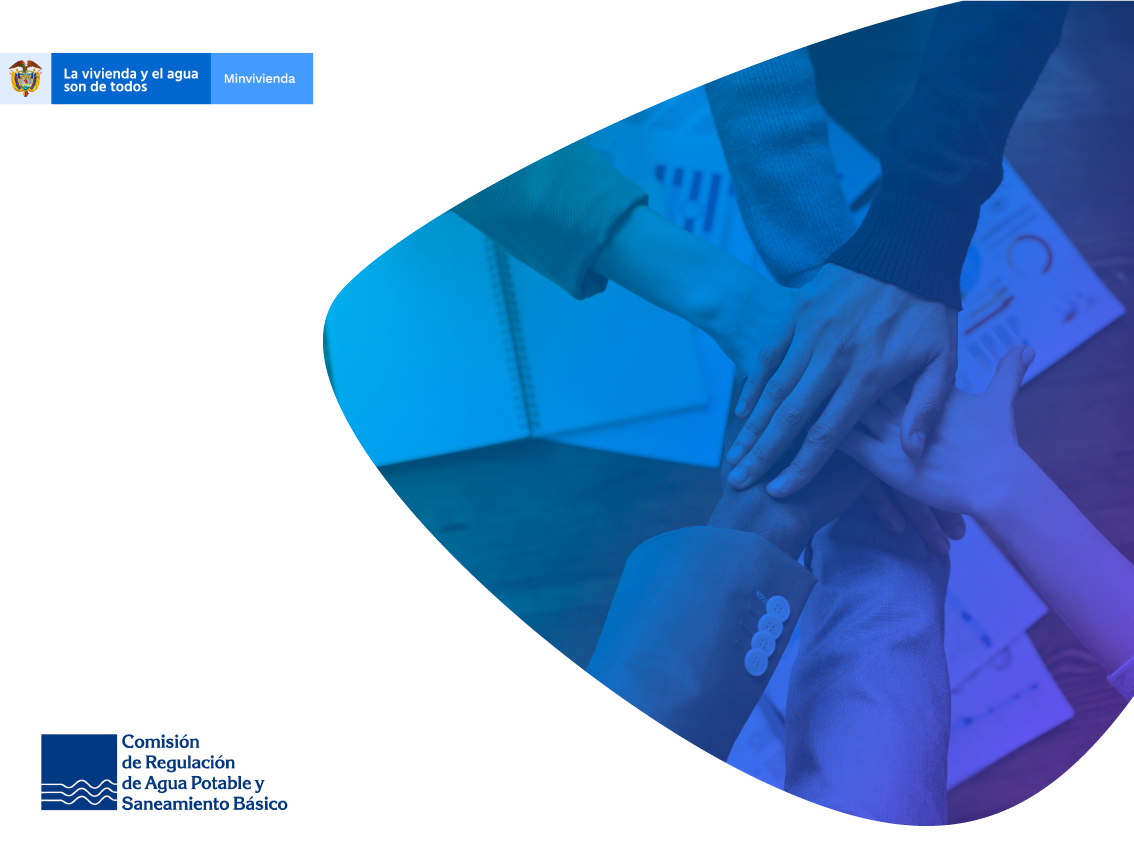 La vivienda y el agua
son de todos
Minvivienda
Comisión
de Regulación
de Agua Potable y
Saneamiento Básico